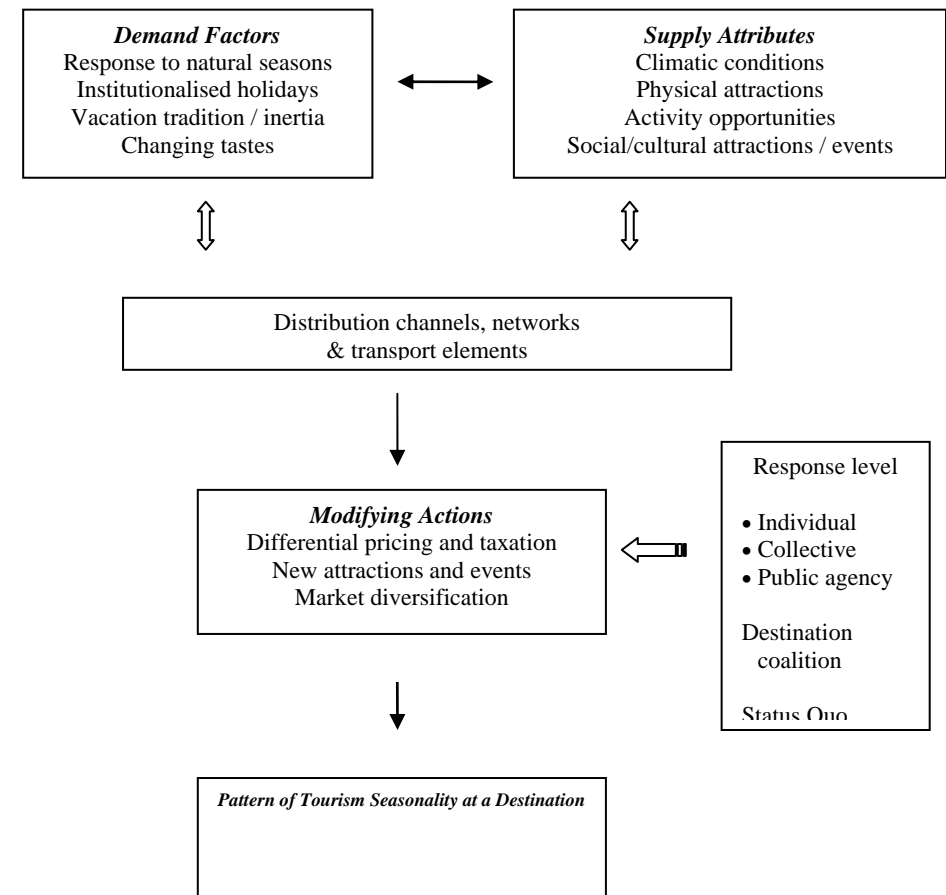 Demand Factors
Response to natural seasons
Institutionalised holidays
Vacation tradition / inertia
Changing tastes
Supply Attributes
Climatic conditions
Physical attractions
Activity opportunities
Social/cultural attractions / events
Distribution channels, networks
& transport elements
Modifying Actions
Differential pricing and taxation
New attractions and events
Market diversification
Response level
• Individual
• Collective
• Public agency
Destination
coalition
Status Quo
Pattern of Tourism Seasonality at a Destination